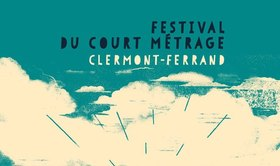 FESTIVAL
DU COURT MÉTRAGE
CLERMONT-FERRAND